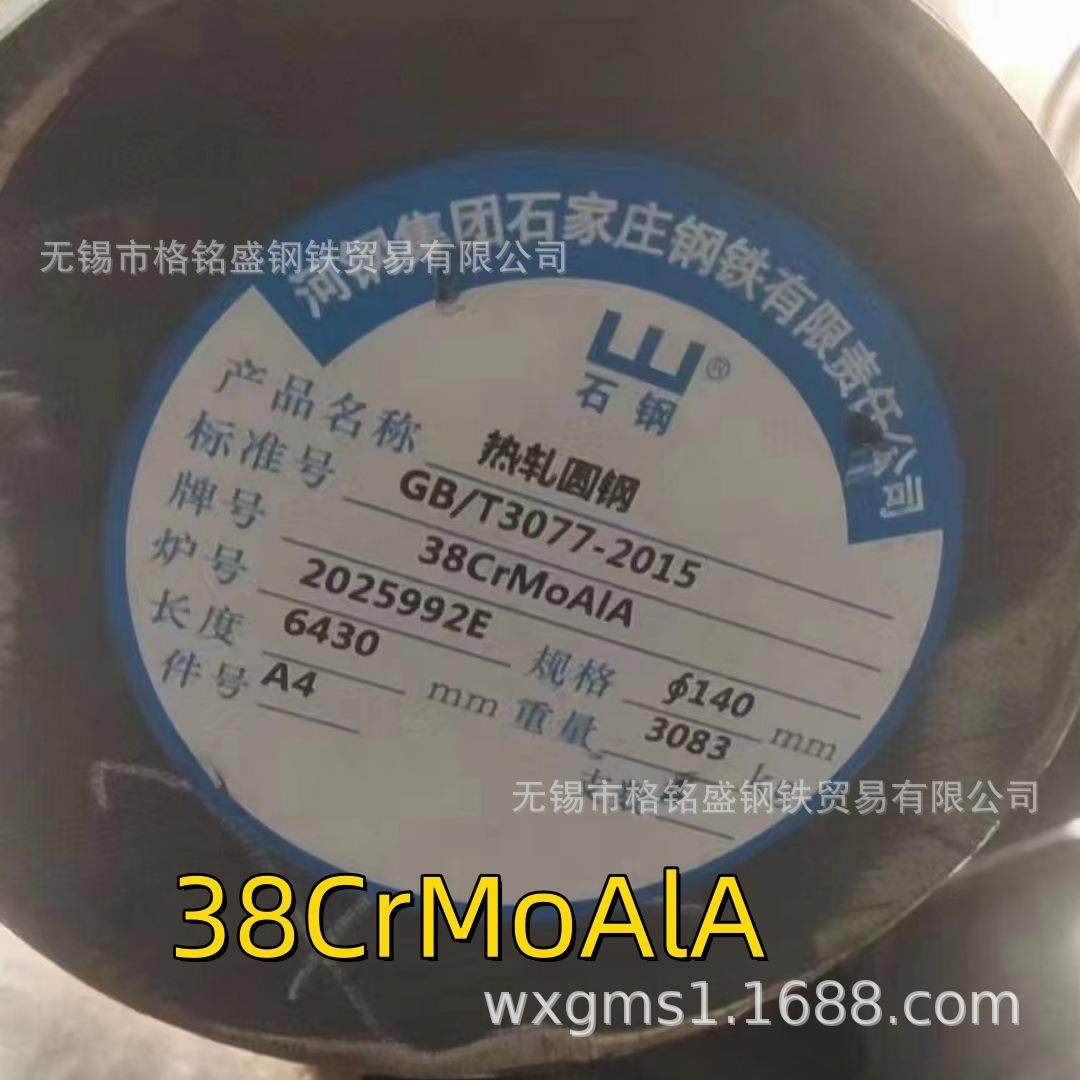 河钢集团石家庄钢铁有限责任公司
无锡市格铭盛钢铁贸易有限公司
®
石钢
产品名称 热轧圆钢
标准号 GB/T3077-2015
牌号 38CrMoAlA
炉号 2025992E 规格 ϕ140 mm
长度 6430 mm 重量 3083
件号 A4
无锡市格铭盛钢铁贸易有限公司
38CrMoAlA
wxgms1.1688.com